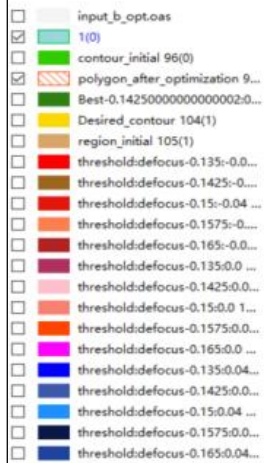 input_b_opt.oas
1(0)
contour_initial 96(0)
polygon_after_optimization 9...
Best-0.14250000000000002:0...
Desired_contour 104(1)
region_initial 105(1)
threshold:defocus-0.135:-0.0...
threshold:defocus-0.1425:-0....
threshold:defocus-0.15:-0.04 ...
threshold:defocus-0.1575:-0....
threshold:defocus-0.165:-0.0...
threshold:defocus-0.135:0.0 ...
threshold:defocus-0.1425:0.0...
threshold:defocus-0.15:0.0 1...
threshold:defocus-0.1575:0.0...
threshold:defocus-0.165:0.0 ...
threshold:defocus-0.135:0.04...
threshold:defocus-0.1425:0.0...
threshold:defocus-0.15:0.04 ...
threshold:defocus-0.1575:0.0...
threshold:defocus-0.165:0.04...